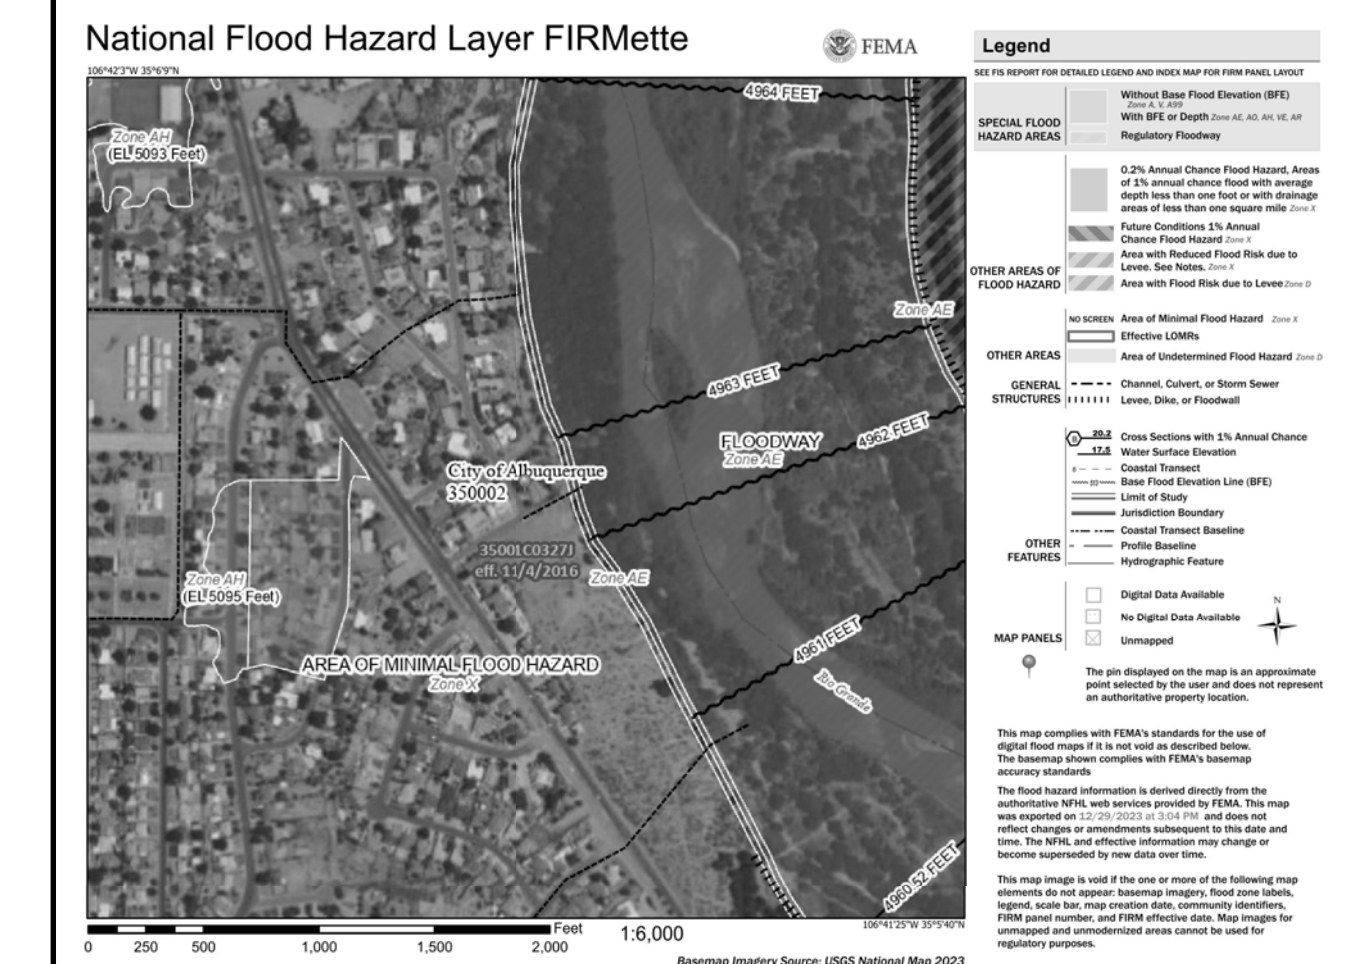 National Flood Hazard Layer FIRMette
FEMA
106°42'3"W 35°6'9"N
4964 FEET
Zone AH
(EL 5093 Feet)
Zone AE
4963 FEET
FLOODWAY
Zone AE
4962 FEET
City of Albuquerque
350002
35001C0327J
eff. 11/4/2016
Zone AE
Zone AH
(EL 5095 Feet)
4961 FEET
AREA OF MINIMAL FLOOD HAZARD
Zone X
Rio Grande
4960.52 FEET
Feet
0 250 500 1,000 1,500 2,000
1:6,000
106°41'25"W 35°5'40"N
Basemap Imagery Source: USGS National Map 2023
Legend
SEE FIS REPORT FOR DETAILED LEGEND AND INDEX MAP FOR FIRM PANEL LAYOUT
SPECIAL FLOOD
HAZARD AREAS
Without Base Flood Elevation (BFE)
Zone A, V, A99
With BFE or Depth Zone AE, AO, AH, VE, AR
Regulatory Floodway
0.2% Annual Chance Flood Hazard, Areas
of 1% annual chance flood with average
depth less than one foot or with drainage
areas of less than one square mile Zone X
Future Conditions 1% Annual
Chance Flood Hazard Zone X
Area with Reduced Flood Risk due to
Levee. See Notes. Zone X
Area with Flood Risk due to Levee Zone D
OTHER AREAS OF
FLOOD HAZARD
NO SCREEN Area of Minimal Flood Hazard Zone X
Effective LOMRs
OTHER AREAS
Area of Undetermined Flood Hazard Zone D
GENERAL
STRUCTURES
Channel, Culvert, or Storm Sewer
Levee, Dike, or Floodwall
B 20.2 Cross Sections with 1% Annual Chance
17.5 Water Surface Elevation
Coastal Transect
Base Flood Elevation Line (BFE)
Limit of Study
Jurisdiction Boundary
Coastal Transect Baseline
OTHER
FEATURES
Profile Baseline
Hydrographic Feature
Digital Data Available
No Digital Data Available
Unmapped
MAP PANELS
N
The pin displayed on the map is an approximate
point selected by the user and does not represent
an authoritative property location.
This map complies with FEMA's standards for the use of
digital flood maps if it is not void as described below.
The basemap shown complies with FEMA's basemap
accuracy standards
The flood hazard information is derived directly from the
authoritative NFHL web services provided by FEMA. This map
was exported on 12/29/2023 at 3:04 PM and does not
reflect changes or amendments subsequent to this date and
time. The NFHL and effective information may change or
become superseded by new data over time.
This map image is void if the one or more of the following map
elements do not appear: basemap imagery, flood zone labels,
legend, scale bar, map creation date, community identifiers,
FIRM panel number, and FIRM effective date. Map images for
unmapped and unmodernized areas cannot be used for
regulatory purposes.